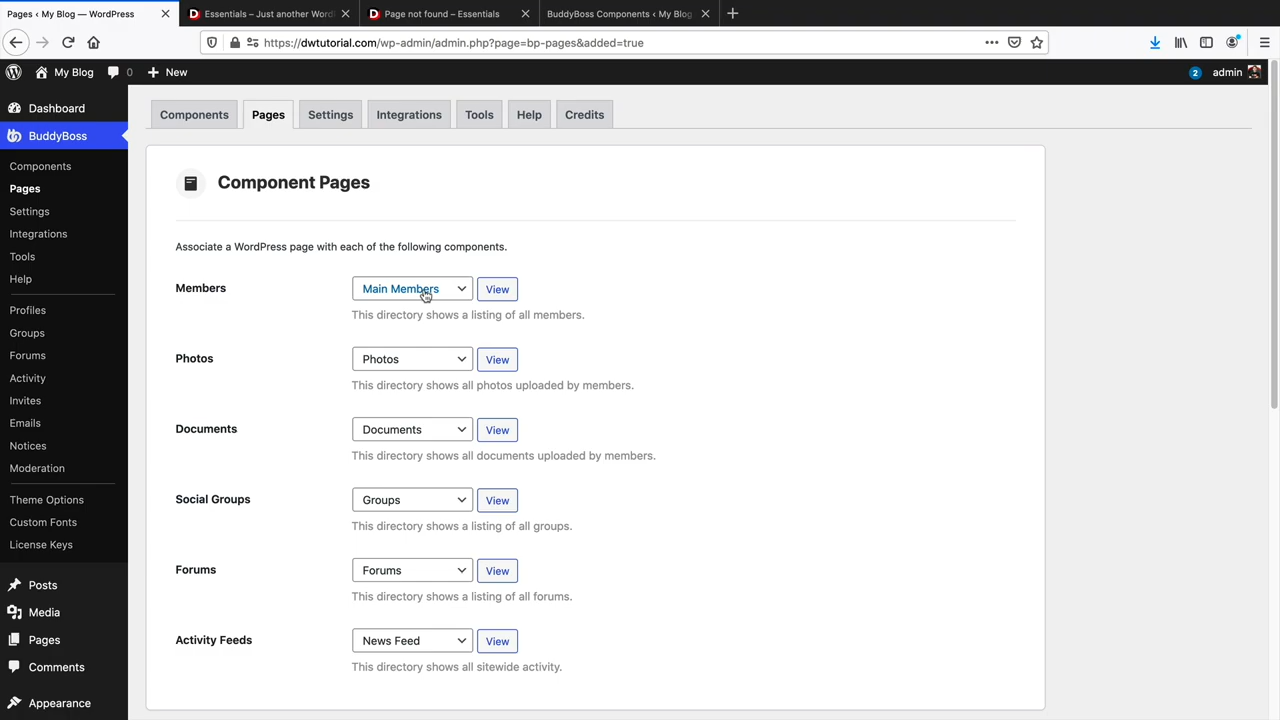 Pages ‹ My Blog — WordPress
Essentials – Just another Word
Page not found – Essentials
BuddyBoss Components ‹ My Blog
https://dwtutorial.com/wp-admin/admin.php?page=bp-pages&added=true
My Blog
0
New
2
admin
Dashboard
BuddyBoss
Components
Pages
Settings
Integrations
Tools
Help
Profiles
Groups
Forums
Activity
Invites
Emails
Notices
Moderation
Theme Options
Custom Fonts
License Keys
Posts
Media
Pages
Comments
Appearance
Components
Pages
Settings
Integrations
Tools
Help
Credits
Component Pages
Associate a WordPress page with each of the following components.
Members
Main Members
View
This directory shows a listing of all members.
Photos
Photos
View
This directory shows all photos uploaded by members.
Documents
Documents
View
This directory shows all documents uploaded by members.
Social Groups
Groups
View
This directory shows a listing of all groups.
Forums
Forums
View
This directory shows a listing of all forums.
Activity Feeds
News Feed
View
This directory shows all sitewide activity.